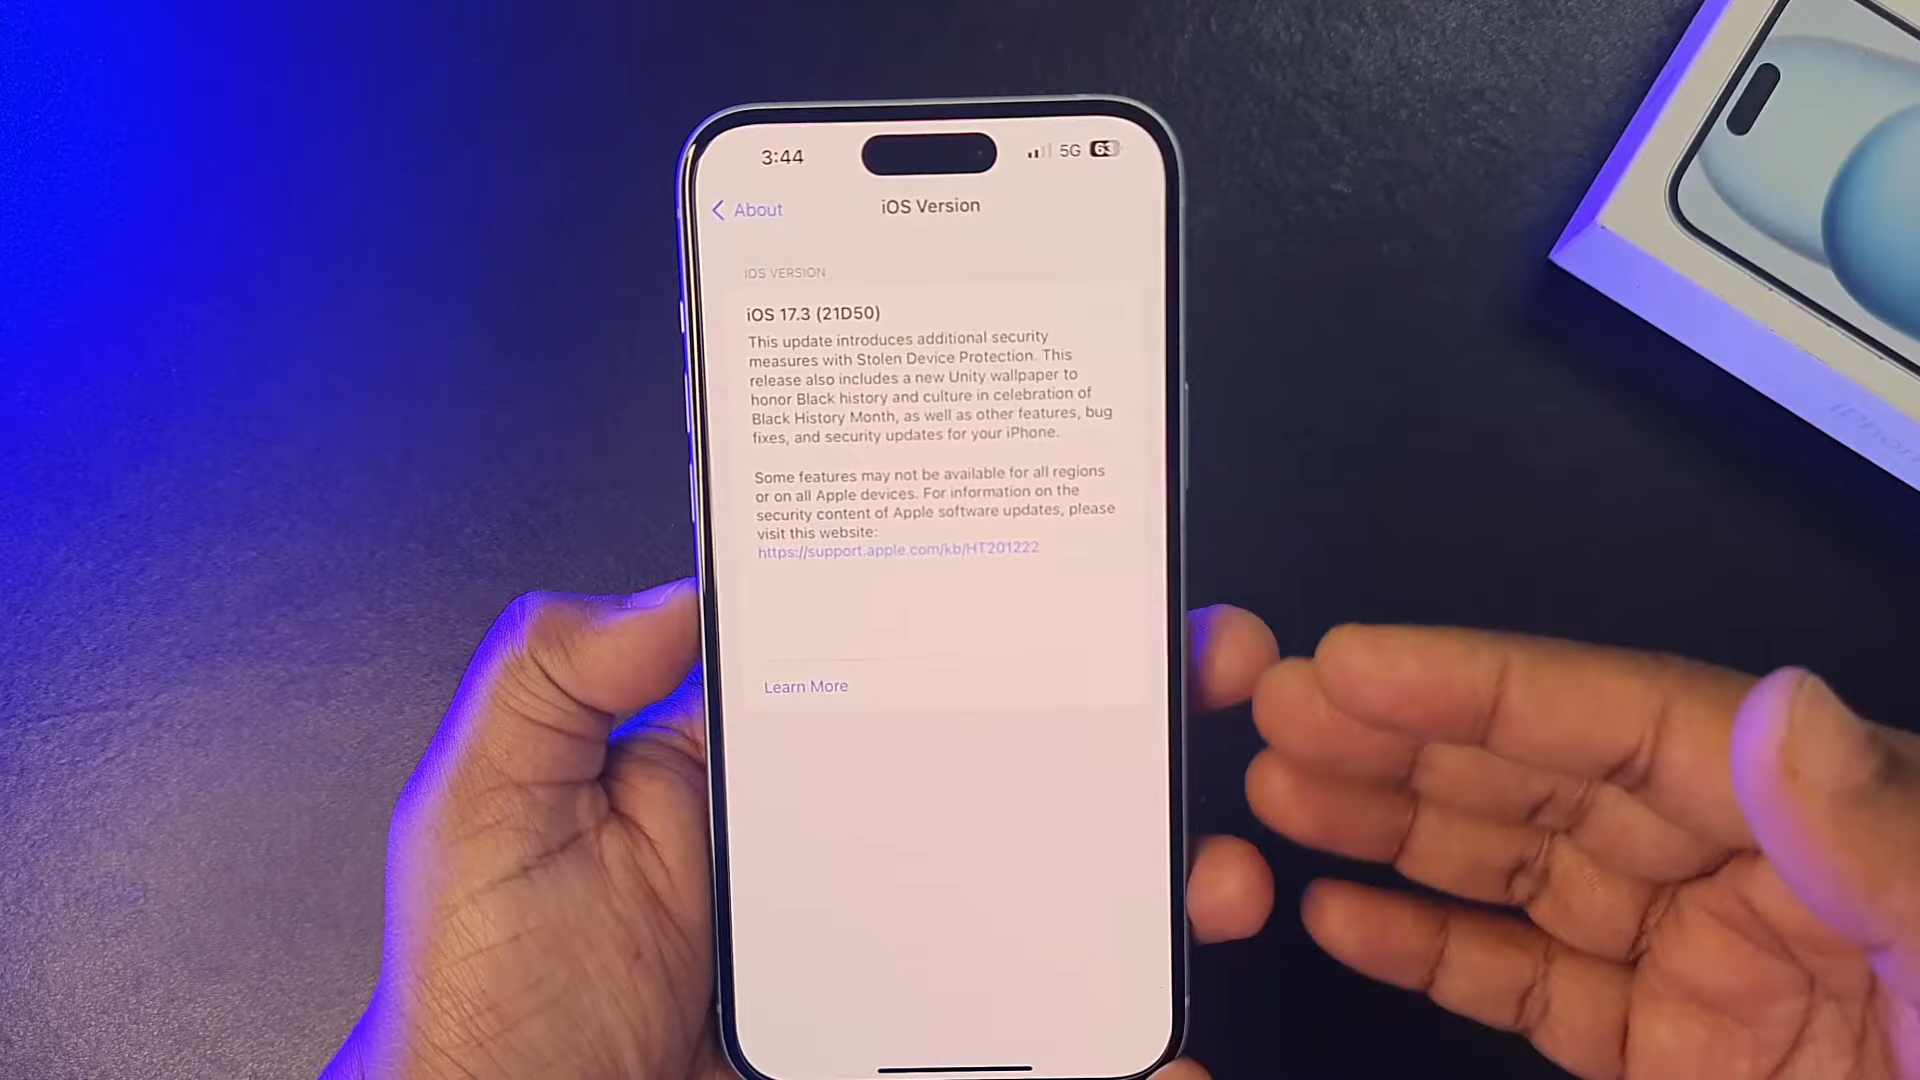 3:44
5G
63
About
iOS Version
IOS VERSION
iOS 17.3 (21D50)
This update introduces additional security
measures with Stolen Device Protection. This
release also includes a new Unity wallpaper to
honor Black history and culture in celebration of
Black History Month, as well as other features, bug
fixes, and security updates for your iPhone.
Some features may not be available for all regions
or on all Apple devices. For information on the
security content of Apple software updates, please
visit this website:
https://support.apple.com/kb/HT201222
Learn More
iPhon